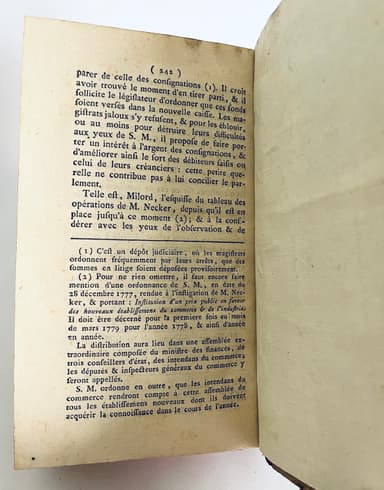 ( 242 )
parer de celle des consignations (1). Il croit
avoir trouvé le moment d'en tirer parti, & il
sollicite le législateur d'ordonner que ces fonds
soient versés dans la nouvelle caisse. Les ma-
gistrats jaloux s'y refusent, & pour les éblouir,
ou au moins pour détruire leurs difficultés
aux yeux de S. M., il propose de faire por-
ter un intérêt à l'argent des consignations, &
d'améliorer ainsi le sort des débiteurs saisis ou
celui de leurs créanciers : cette petite que-
relle ne contribue pas à lui concilier le par-
lement.
Telle est, Milord, l'esquisse du tableau des
opérations de M. Necker, depuis qu'il est en
place jusqu'à ce moment (2); & à la consi-
dérer avec les yeux de l'observation & de
(1) C'est un dépôt judiciaire, où les magistrats
ordonnent fréquemment par leurs arrêts, que des
sommes en litige soient déposées provisoirement.
(2) Pour ne rien omettre, il faut encore faire
mention d'une ordonnance de S. M., en date du
28 décembre 1777, rendue à l'instigation de M. Nec-
ker, & portant : Institution d'un prix public en faveur
des nouveaux établissemens du commerce & de l'industrie.
Il doit être décerné pour la premiere fois au mois
de mars 1779 pour l'année 1778, & ainsi d'année
en année.
La distribution aura lieu dans une assemblée ex-
traordinaire composée du ministre des finances, de
trois conseillers d'état, des intendans du commerce,
les députés & inspecteurs généraux du commerce y
seront appellés.
S. M. ordonne en outre, que les intendans du
commerce rendront compte à cette assemblée de
tous les établissemens nouveaux dont ils doivent
acquérir la connoissance dans le cours de l'année.